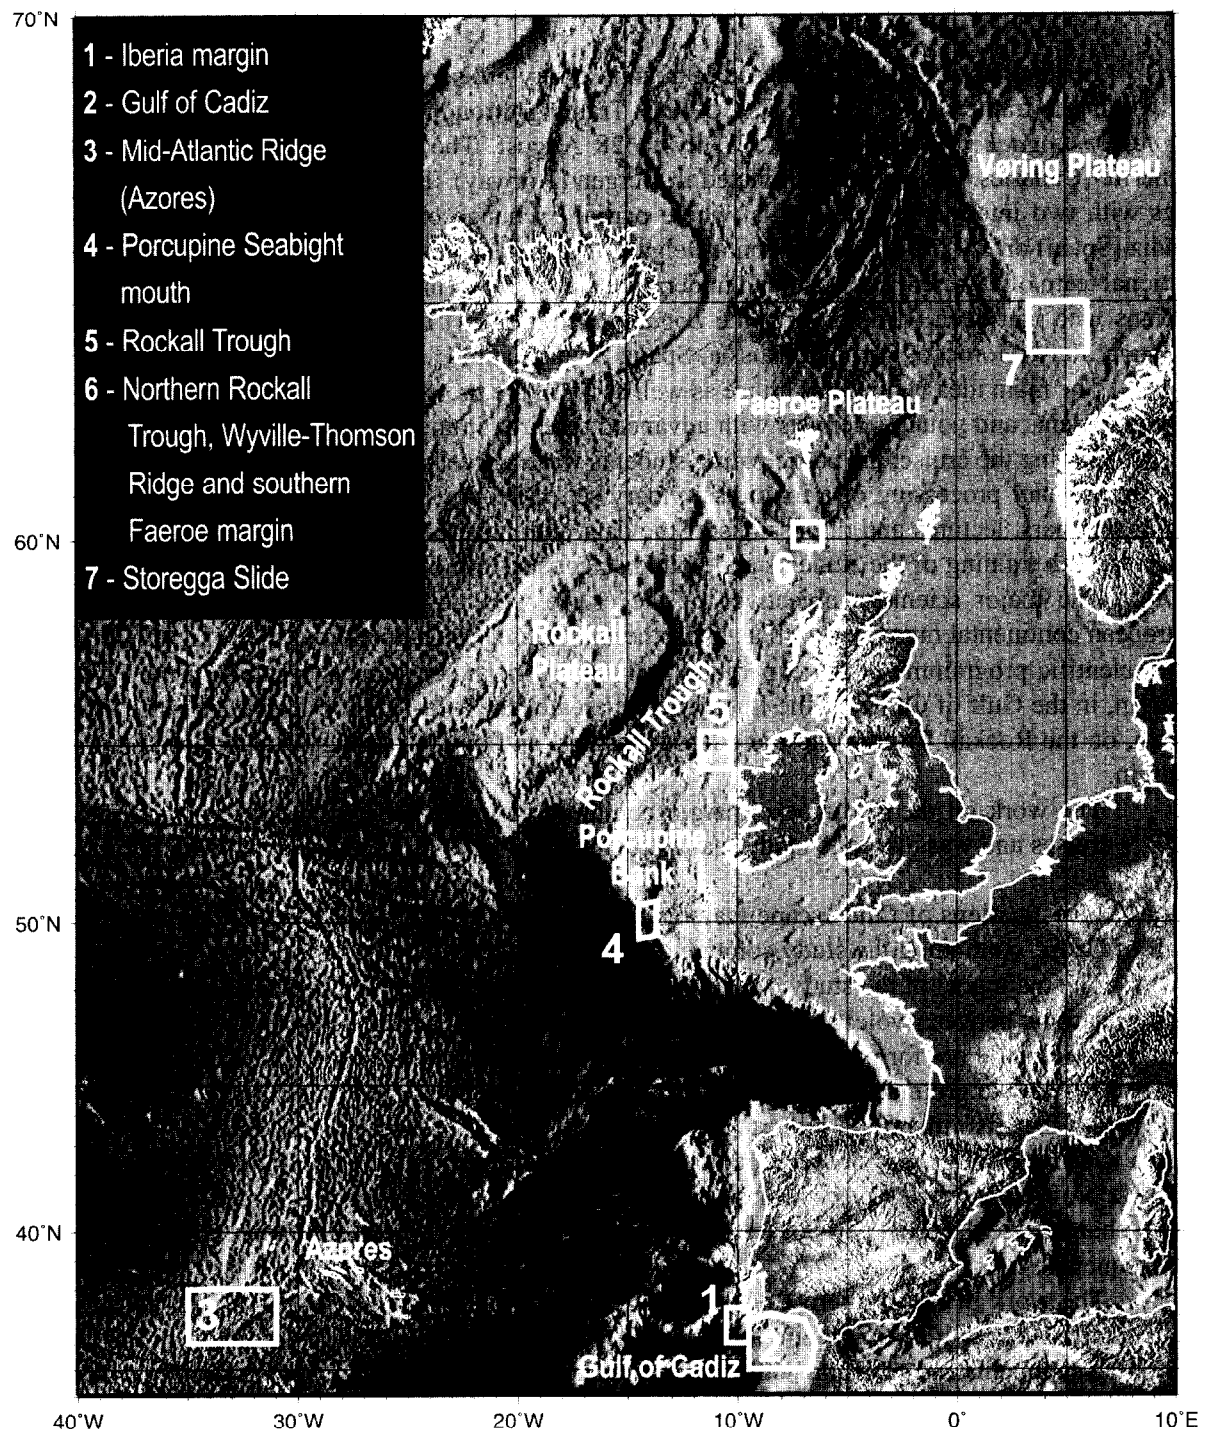 70°N
1 - Iberia margin
2 - Gulf of Cadiz
3 - Mid-Atlantic Ridge
(Azores)
4 - Porcupine Seabight
mouth
5 - Rockall Trough
6 - Northern Rockall
Trough, Wyville-Thomson
Ridge and southern
Faeroe margin
7 - Storegga Slide
Vøring Plateau
7
Faeroe Plateau
60°N
6
Rockall
Plateau
Rockall Trough
5
Porcupine
Bank
50°N
4
40°N
Azores
3
1
2
Gulf of Cadiz
40°W
30°W
20°W
10°W
0°
10°E